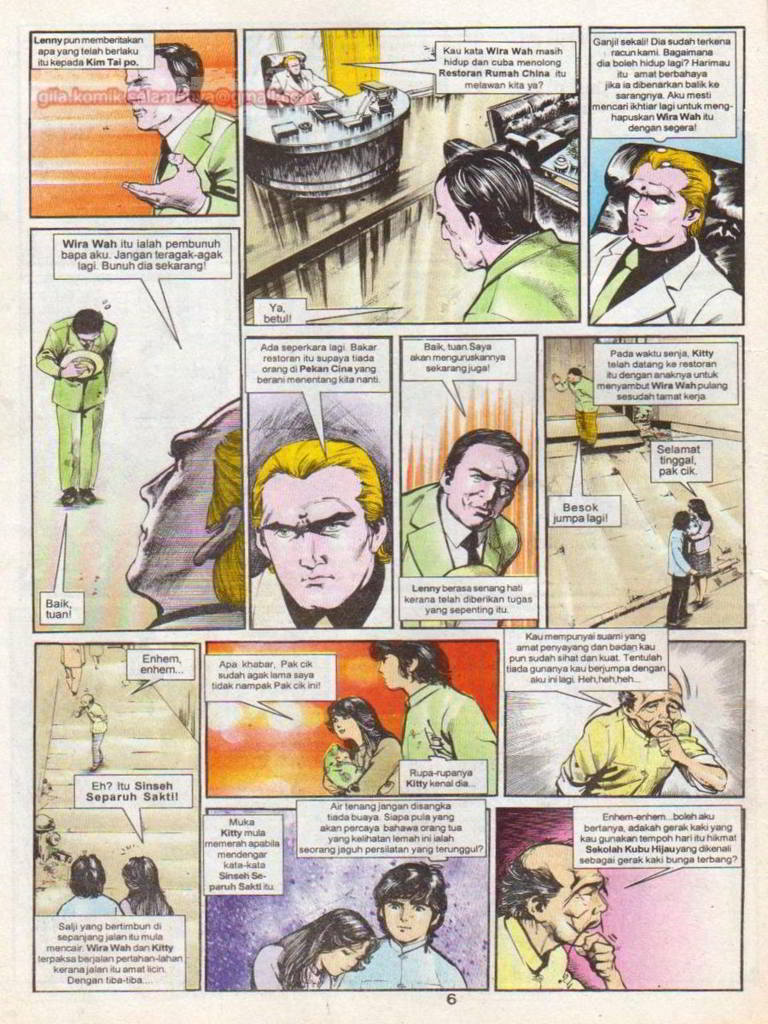 Lenny pun memberitakan
apa yang telah berlaku
itu kepada Kim Tai po.
Kau kata Wira Wah masih
hidup dan cuba menolong
Restoran Rumah China itu
melawan kita ya?
Ya,
betul!
Ganjil sekali! Dia sudah terkena
racun kami. Bagaimana
dia boleh hidup lagi? Harimau
itu amat berbahaya
jika ia dibenarkan balik ke
sarangnya. Aku mesti
mencari ikhtiar lagi untuk meng-
hapuskan Wira Wah itu
dengan segera!
Wira Wah itu ialah pembunuh
bapa aku. Jangan teragak-agak
lagi. Bunuh dia sekarang!
Baik,
tuan!
Ada seperkara lagi. Bakar
restoran itu supaya tiada
orang di Pekan Cina yang
berani menentang kita nanti.
Baik, tuan.Saya
akan menguruskannya
sekarang juga!
Lenny berasa senang hati
kerana telah diberikan tugas
yang sepenting itu.
Pada waktu senja, Kitty
telah datang ke restoran
itu dengan anaknya untuk
menyambut Wira Wah pulang
sesudah tamat kerja.
Besok
jumpa lagi!
Selamat
tinggal,
pak cik.
Enhem,
enhem...
Eh? Itu Sinseh
Separuh Sakti!
Salji yang bertimbun di
sepanjang jalan itu mula
mencair. Wira Wah dan Kitty
terpaksa berjalan pertahan-lahan
kerana jalan itu amat licin.
Dengan tiba-tiba....
Apa khabar, Pak cik
sudah agak lama saya
tidak nampak Pak cik ini!
Rupa-rupanya
Kitty kenal dia...
Kau mempunyai suami yang
amat penyayang dan badan kau
pun sudah sihat dan kuat. Tentulah
tiada gunanya kau berjumpa dengan
aku ini lagi. Heh,heh,heh...
Muka
Kitty mula
memerah apabila
mendengar
kata-kata
Sinseh Se-
paruh Sakti itu.
Air tenang jangan disangka
tiada buaya. Siapa pula yang
akan percaya bahawa orang tua
yang kelihatan lemah ini ialah
seorang jaguh persilatan yang terunggul?
Enhem-enhem...boleh aku
bertanya, adakah gerak kaki yang
kau gunakan tempoh hari itu hikmat
Sekolah Kubu Hijau yang dikenali
sebagai gerak kaki bunga terbang?
6